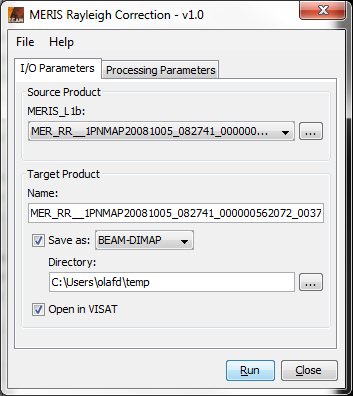 BEAM
MERIS Rayleigh Correction - v1.0
File Help
I/O Parameters Processing Parameters
Source Product
MERIS_L1b:
MER_RR__1PNMAP20081005_082741_000000... ...
Target Product
Name:
MER_RR__1PNMAP20081005_082741_000000562072_0037
Save as: BEAM-DIMAP
Directory:
C:\Users\olafd\temp ...
Open in VISAT
Run Close